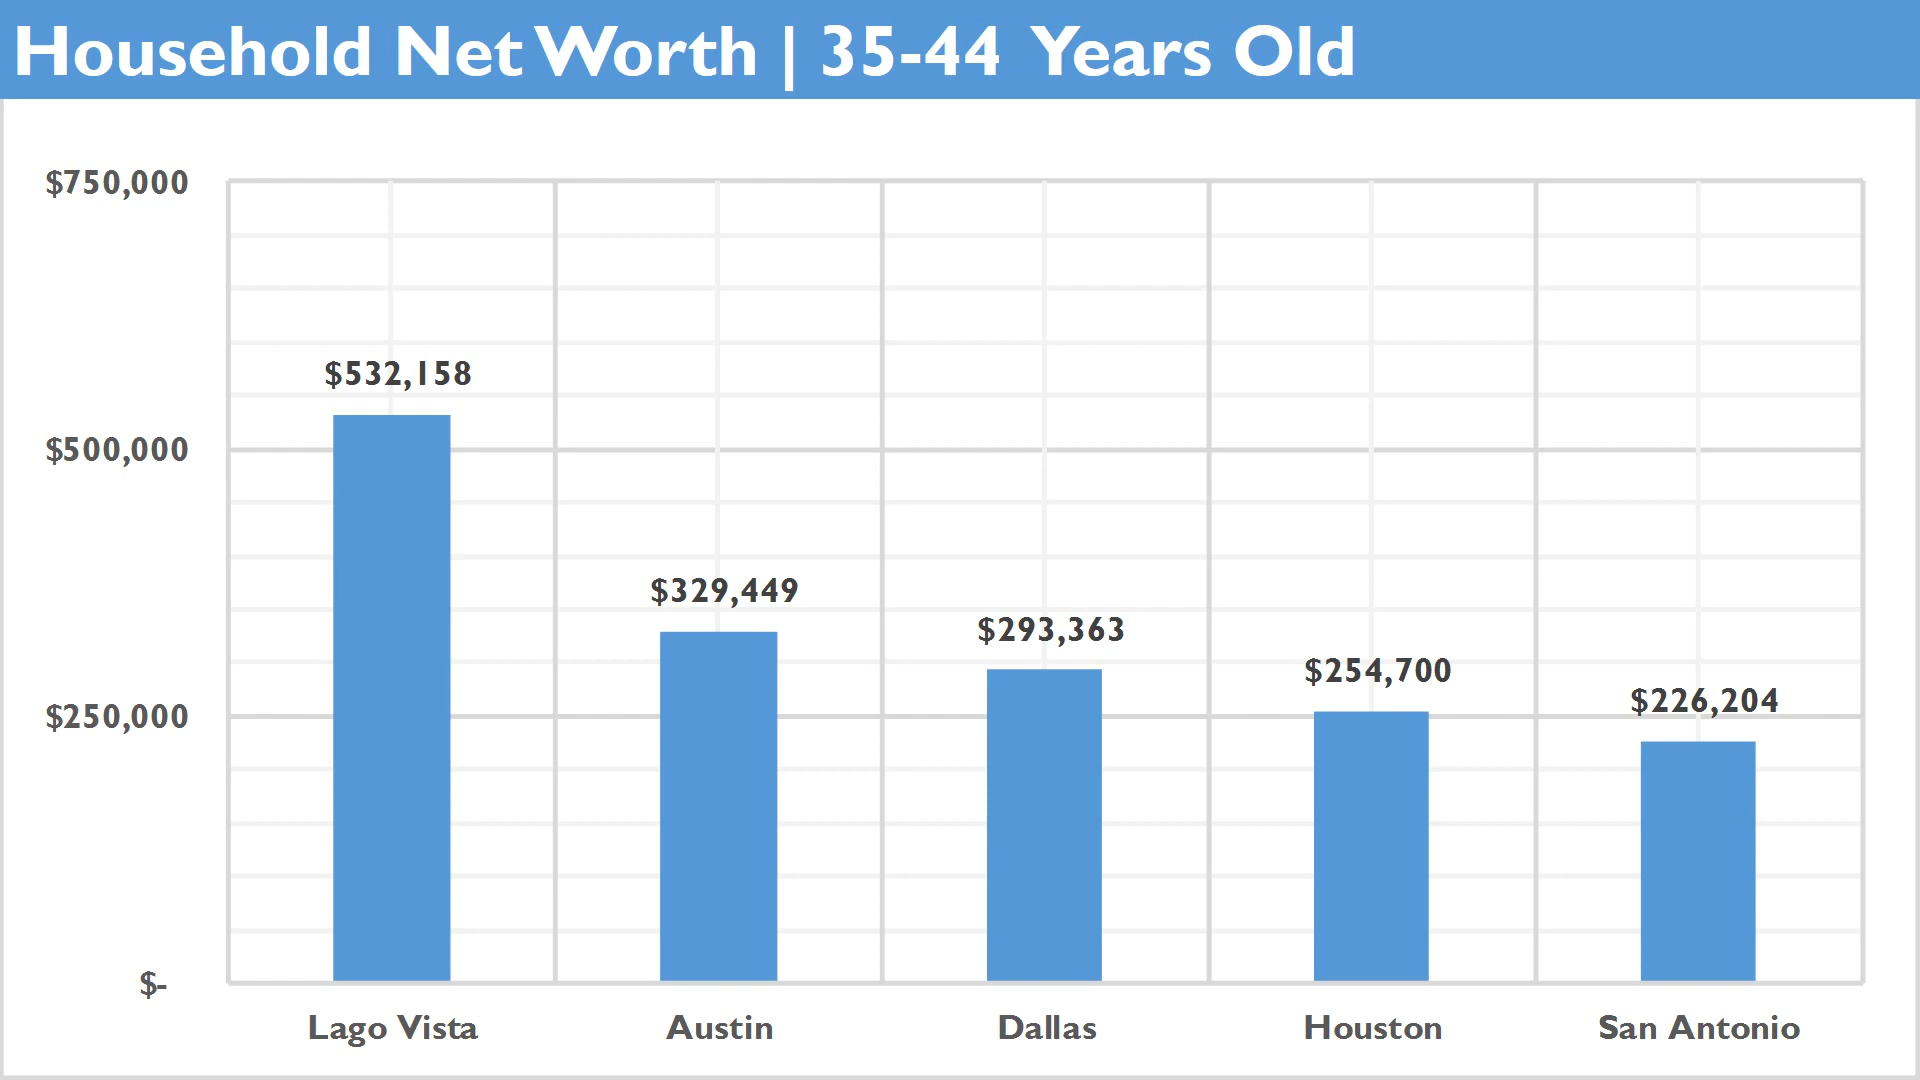 Household Net Worth | 35-44 Years Old
$750,000
$500,000
$250,000
$-
$532,158
$329,449
$293,363
$254,700
$226,204
Lago Vista
Austin
Dallas
Houston
San Antonio